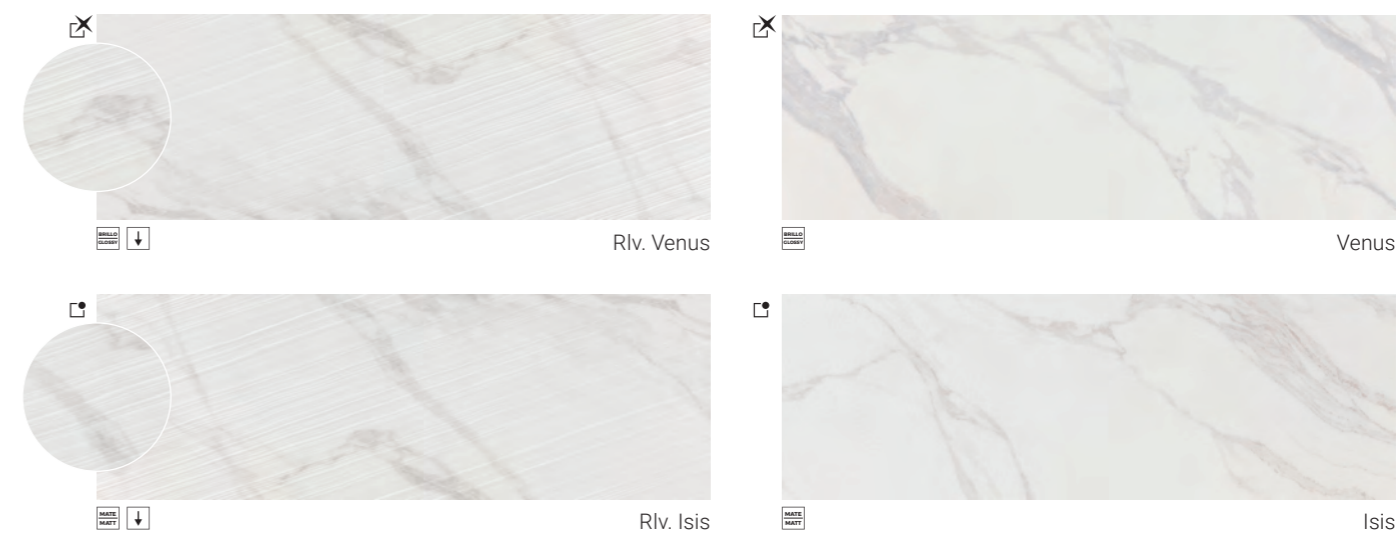 BRILLO
GLOSSY
Rlv. Venus
BRILLO
GLOSSY
Venus
MATE
MATT
Rlv. Isis
MATE
MATT
Isis